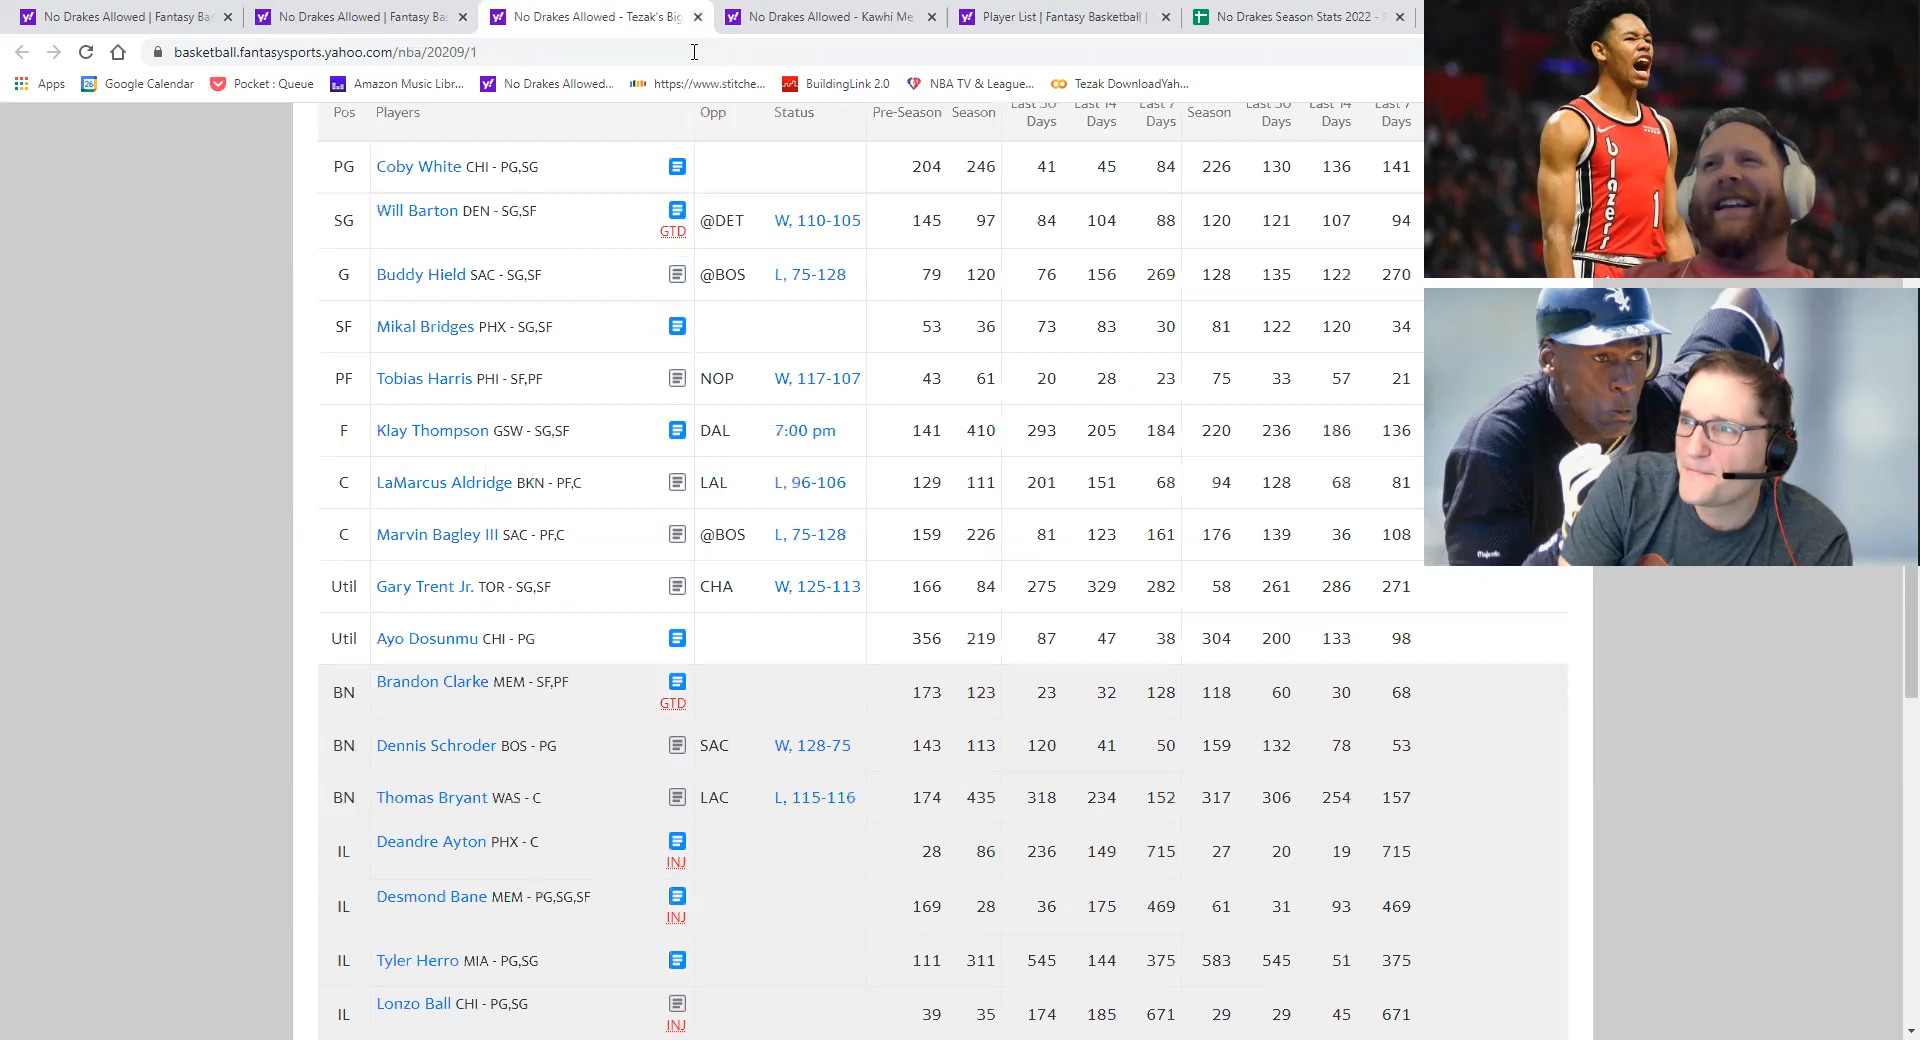 No Drakes Allowed | Fantasy Ba
No Drakes Allowed | Fantasy Ba
No Drakes Allowed - Tezak's Big
No Drakes Allowed - Kawhi Me
Player List | Fantasy Basketball
No Drakes Season Stats 2022 -
basketball.fantasysports.yahoo.com/nba/20209/1
Apps Google Calendar Pocket : Queue Amazon Music Libr... No Drakes Allowed... https://www.stitche... BuildingLink 2.0 NBA TV & League... Tezak DownloadYah...
Pos Players Opp Status Pre-Season Season Last 30 Days Last 14 Days Last 7 Days Season Last 30 Days Last 14 Days Last 7 Days
PG Coby White CHI - PG,SG 204 246 41 45 84 226 130 136 141
SG Will Barton DEN - SG,SF GTD @DET W, 110-105 145 97 84 104 88 120 121 107 94
G Buddy Hield SAC - SG,SF @BOS L, 75-128 79 120 76 156 269 128 135 122 270
SF Mikal Bridges PHX - SG,SF 53 36 73 83 30 81 122 120 34
PF Tobias Harris PHI - SF,PF NOP W, 117-107 43 61 20 28 23 75 33 57 21
F Klay Thompson GSW - SG,SF DAL 7:00 pm 141 410 293 205 184 220 236 186 136
C LaMarcus Aldridge BKN - PF,C LAL L, 96-106 129 111 201 151 68 94 128 68 81
C Marvin Bagley III SAC - PF,C @BOS L, 75-128 159 226 81 123 161 176 139 36 108
Util Gary Trent Jr. TOR - SG,SF CHA W, 125-113 166 84 275 329 282 58 261 286 271
Util Ayo Dosunmu CHI - PG 356 219 87 47 38 304 200 133 98
BN Brandon Clarke MEM - SF,PF GTD 173 123 23 32 128 118 60 30 68
BN Dennis Schroder BOS - PG SAC W, 128-75 143 113 120 41 50 159 132 78 53
BN Thomas Bryant WAS - C LAC L, 115-116 174 435 318 234 152 317 306 254 157
IL Deandre Ayton PHX - C INJ 28 86 236 149 715 27 20 19 715
IL Desmond Bane MEM - PG,SG,SF INJ 169 28 36 175 469 61 31 93 469
IL Tyler Herro MIA - PG,SG 111 311 545 144 375 583 545 51 375
IL Lonzo Ball CHI - PG,SG INJ 39 35 174 185 671 29 29 45 671
blazers
1
Majestic